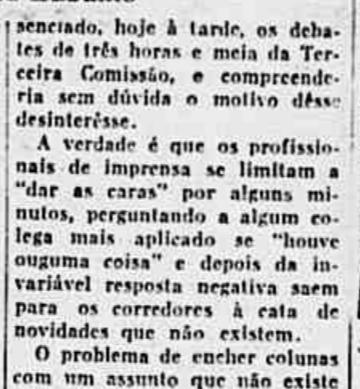 senciado, hoje à tarde, os deba-
tes de três horas e meia da Ter-
ceira Comissão, e compreende-
ria sem dúvida o motivo dêsse
desinterêsse.
A verdade é que os profissio-
nais de imprensa se limitam a
"dar as caras" por alguns mi-
nutos, perguntando a algum co-
lega mais aplicado se "houve
ouguma coisa" e depois da in-
variável resposta negativa saem
para os corredores à cata de
novidades que não existem.
O problema de encher colunas
com um assunto que não existe